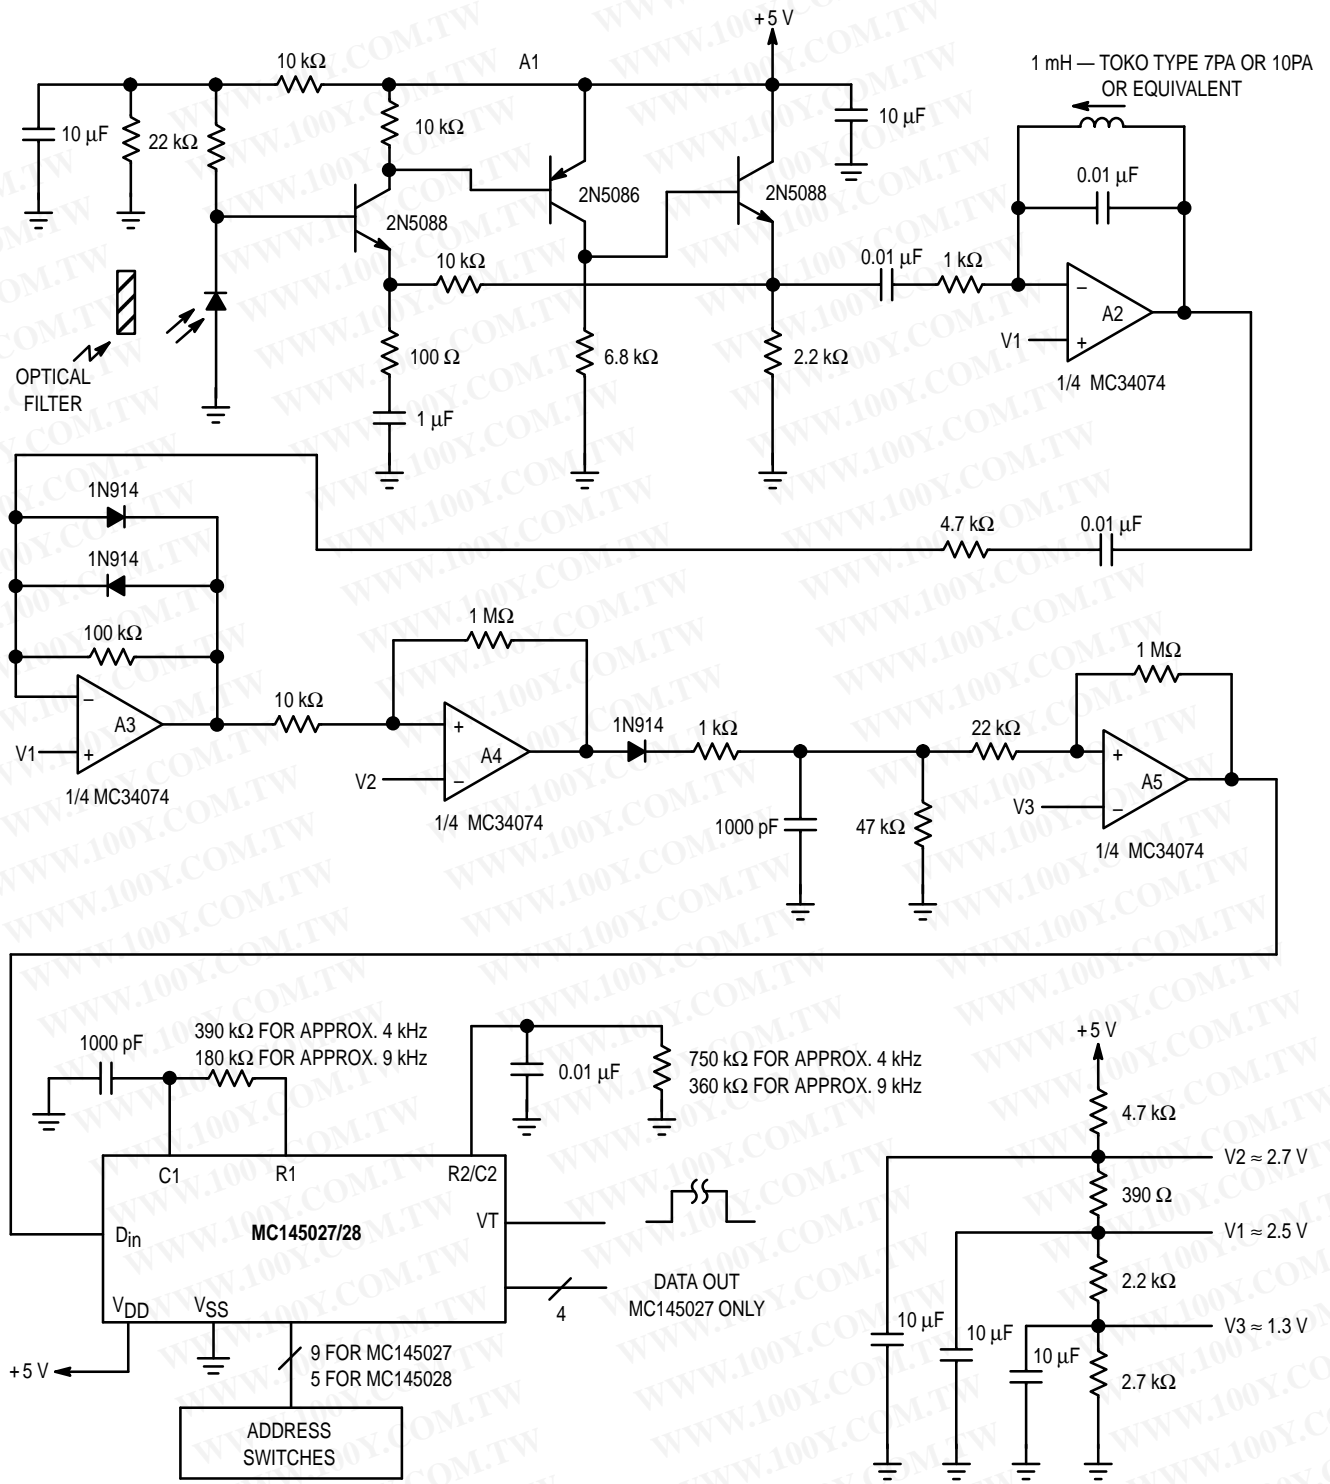 +5 V
10 kΩ
A1
1 mH — TOKO TYPE 7PA OR 10PA
OR EQUIVALENT
10 μF
22 kΩ
10 kΩ
10 μF
0.01 μF
2N5088
2N5086
2N5088
10 kΩ
0.01 μF
1 kΩ
–
A2
V1
+
1/4 MC34074
OPTICAL
FILTER
100 Ω
6.8 kΩ
2.2 kΩ
1 μF
1N914
4.7 kΩ
0.01 μF
1N914
100 kΩ
–
A3
V1
+
1/4 MC34074
10 kΩ
1 MΩ
+
A4
V2
–
1/4 MC34074
1N914
1 kΩ
22 kΩ
1 MΩ
1000 pF
47 kΩ
+
A5
V3
–
1/4 MC34074
1000 pF
390 kΩ FOR APPROX. 4 kHz
180 kΩ FOR APPROX. 9 kHz
0.01 μF
750 kΩ FOR APPROX. 4 kHz
360 kΩ FOR APPROX. 9 kHz
C1
R1
R2/C2
Din
MC145027/28
VT
VDD
VSS
4
DATA OUT
MC145027 ONLY
+5 V
9 FOR MC145027
5 FOR MC145028
ADDRESS
SWITCHES
+5 V
4.7 kΩ
V2 ≈ 2.7 V
390 Ω
V1 ≈ 2.5 V
2.2 kΩ
V3 ≈ 1.3 V
10 μF
10 μF
10 μF
2.7 kΩ
WWW.100Y.COM.TW